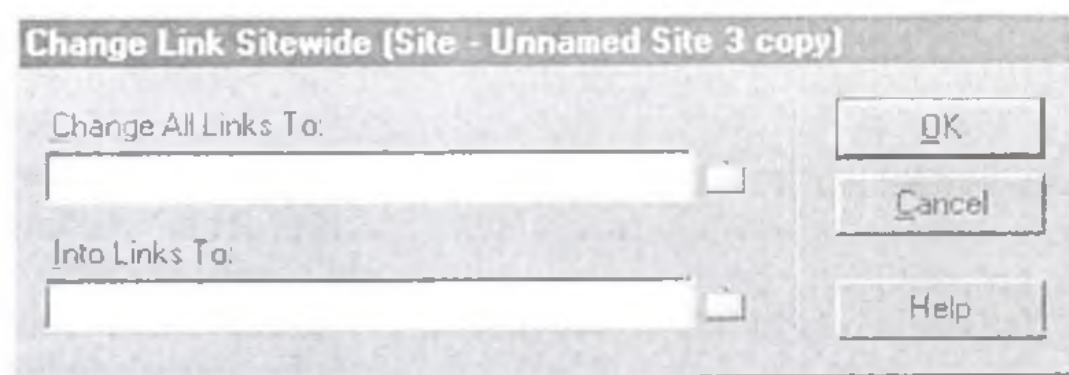 Change Link Sitewide (Site - Unnamed Site 3 copy)
Change All Links To:
OK
Cancel
Into Links To:
Help